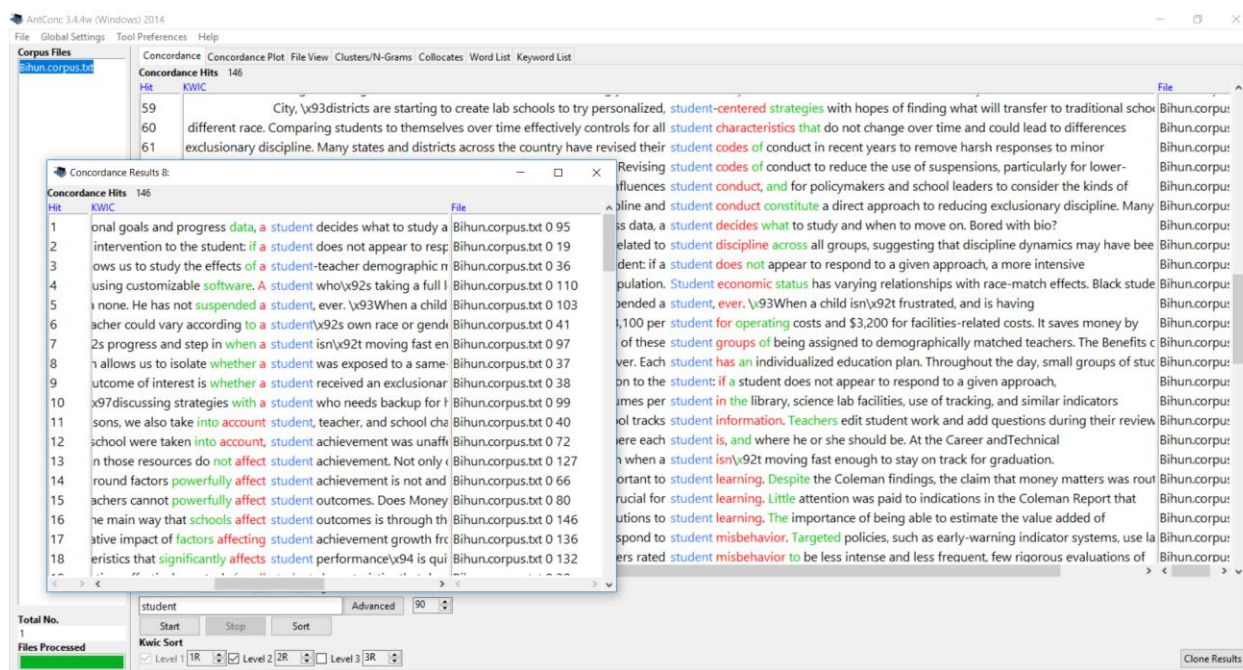 AntConc 3.4.4w (Windows) 2014
File Global Settings Tool Preferences Help
Corpus Files
Bihun.corpus.txt
Concordance Concordance Plot File View Clusters/N-Grams Collocates Word List Keyword List
Concordance Hits 146
Hit KWIC File
59 City, \x93districts are starting to create lab schools to try personalized, student-centered strategies with hopes of finding what will transfer to traditional schoo Bihun.corpu:
60 different race. Comparing students to themselves over time effectively controls for all student characteristics that do not change over time and could lead to differences Bihun.corpu:
61 exclusionary discipline. Many states and districts across the country have revised their student codes of conduct in recent years to remove harsh responses to minor Bihun.corpu:
Revising student codes of conduct to reduce the use of suspensions, particularly for lower- Bihun.corpu:
fluences student conduct, and for policymakers and school leaders to consider the kinds of Bihun.corpu:
pline and student conduct constitute a direct approach to reducing exclusionary discipline. Many Bihun.corpu:
ss data, a student decides what to study and when to move on. Bored with bio? Bihun.corpu:
elated to student discipline across all groups, suggesting that discipline dynamics may have bee Bihun.corpu:
dent: if a student does not appear to respond to a given approach, a more intensive Bihun.corpu:
pulation. Student economic status has varying relationships with race-match effects. Black stude Bihun.corpu:
pended a student, ever. \x93When a child isn\x92t frustrated, and is having Bihun.corpu:
,100 per student for operating costs and $3,200 for facilities-related costs. It saves money by Bihun.corpu:
of these student groups of being assigned to demographically matched teachers. The Benefits c Bihun.corpu:
ver. Each student has an individualized education plan. Throughout the day, small groups of stuc Bihun.corpu:
on to the student: if a student does not appear to respond to a given approach, Bihun.corpu:
umes per student in the library, science lab facilities, use of tracking, and similar indicators Bihun.corpu:
ol tracks student information. Teachers edit student work and add questions during their review Bihun.corpu:
ere each student is, and where he or she should be. At the Career andTechnical Bihun.corpu:
n when a student isn\x92t moving fast enough to stay on track for graduation. Bihun.corpu:
ortant to student learning. Despite the Coleman findings, the claim that money matters was rout Bihun.corpu:
rucial for student learning. Little attention was paid to indications in the Coleman Report that Bihun.corpu:
utions to student learning. The importance of being able to estimate the value added of Bihun.corpu:
spond to student misbehavior. Targeted policies, such as early-warning indicator systems, use la Bihun.corpu:
ers rated student misbehavior to be less intense and less frequent, few rigorous evaluations of Bihun.corpu:
Concordance Results 8:
Concordance Hits 146
Hit KWIC File
1 onal goals and progress data, a student decides what to study a Bihun.corpus.txt 0 95
2 intervention to the student: if a student does not appear to resp Bihun.corpus.txt 0 19
3 ows us to study the effects of a student-teacher demographic m Bihun.corpus.txt 0 36
4 using customizable software. A student who\x92s taking a full l Bihun.corpus.txt 0 110
5 none. He has not suspended a student, ever. \x93When a child Bihun.corpus.txt 0 103
6 acher could vary according to a student\x92s own race or gende Bihun.corpus.txt 0 41
7 2s progress and step in when a student isn\x92t moving fast en Bihun.corpus.txt 0 97
8 n allows us to isolate whether a student was exposed to a same- Bihun.corpus.txt 0 37
9 utcome of interest is whether a student received an exclusionar Bihun.corpus.txt 0 38
10 x97discussing strategies with a student who needs backup for h Bihun.corpus.txt 0 99
11 sons, we also take into account student, teacher, and school cha Bihun.corpus.txt 0 40
12 school were taken into account, student achievement was unaff Bihun.corpus.txt 0 72
13 n those resources do not affect student achievement. Not only Bihun.corpus.txt 0 127
14 round factors powerfully affect student achievement is not and Bihun.corpus.txt 0 66
15 achers cannot powerfully affect student outcomes. Does Money Bihun.corpus.txt 0 80
16 he main way that schools affect student outcomes is through th Bihun.corpus.txt 0 146
17 ative impact of factors affecting student achievement growth frc Bihun.corpus.txt 0 136
18 eristics that significantly affects student performance\x94 is qui Bihun.corpus.txt 0 132
student Advanced 90
Start Stop Sort
Total No.
1
Files Processed
Kwic Sort
Level 1 1R Level 2 2R Level 3 3R
Clone Results